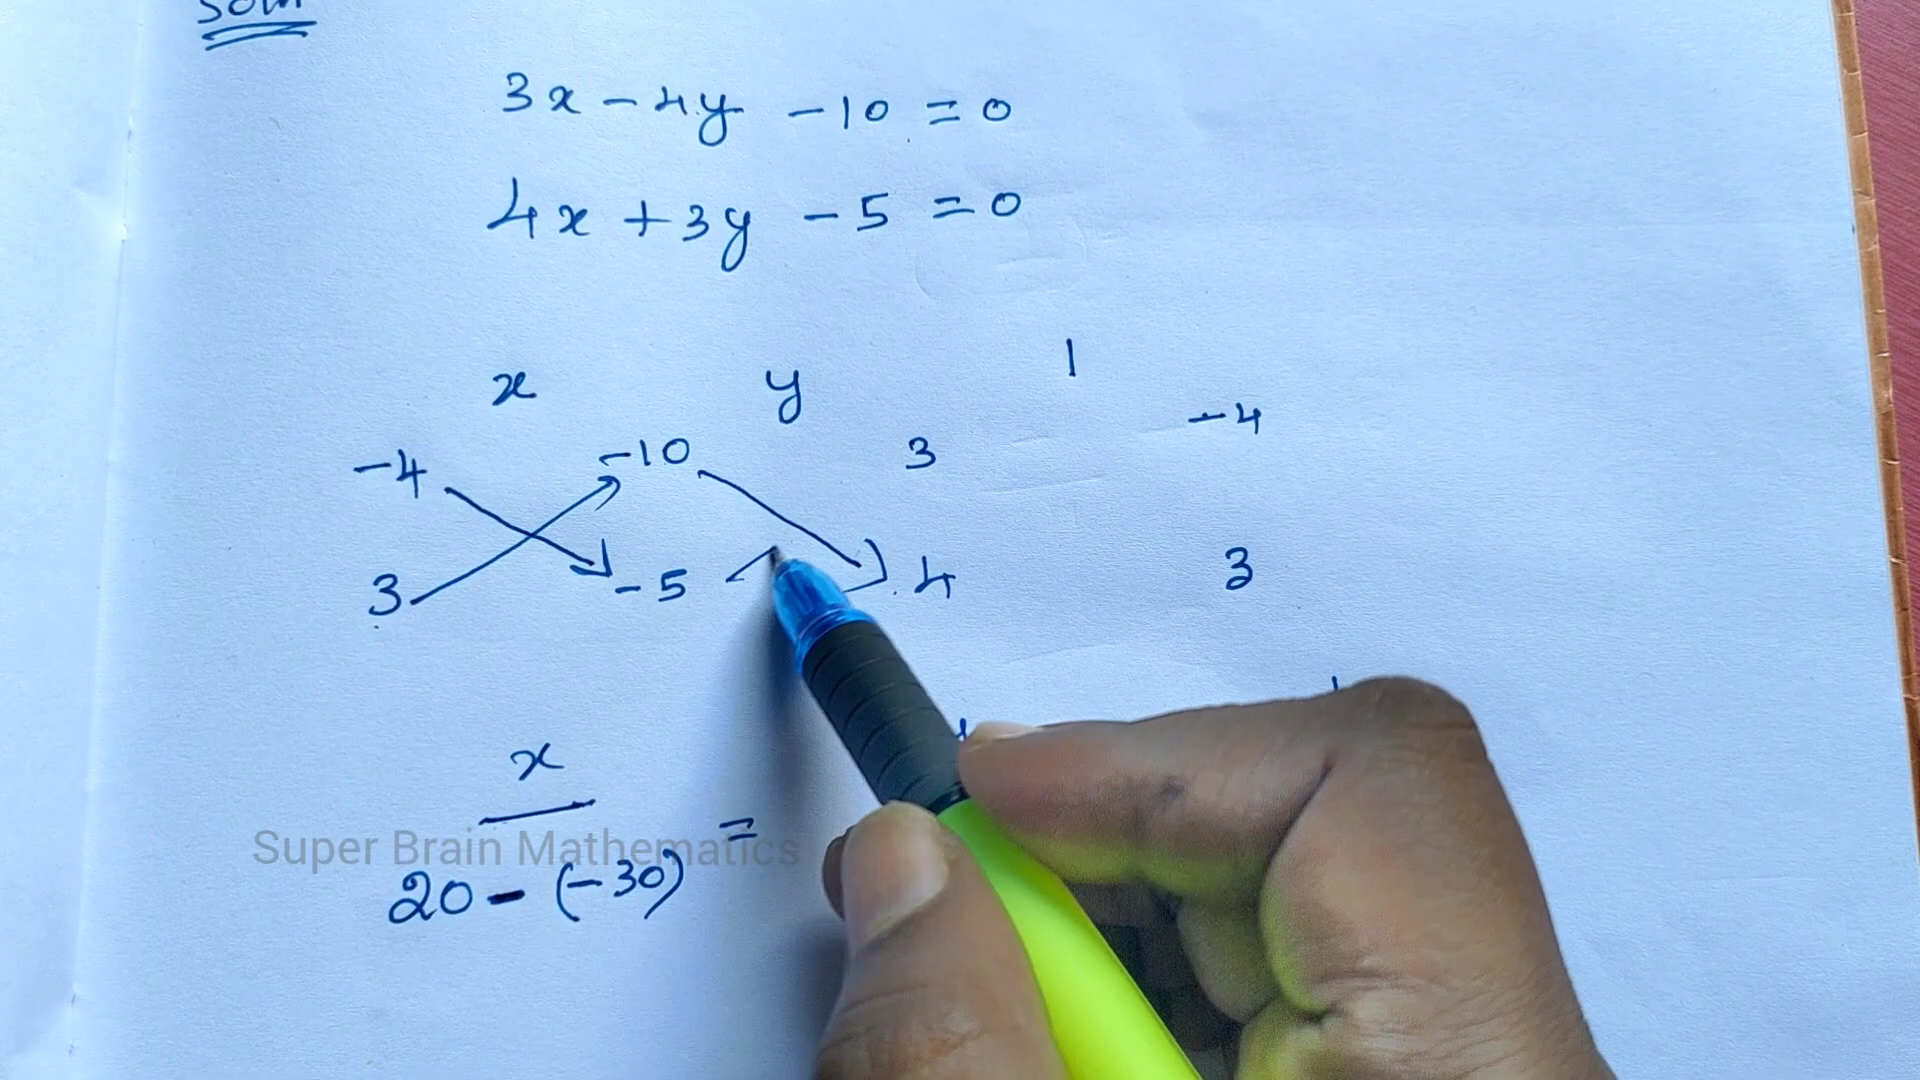 Soln
3x - 4y - 10 = 0
4x + 3y - 5 = 0
x y 1
-4 -10 3 -4
3 -5 4 3
x
=
20 - (-30)
Super Brain Mathematics